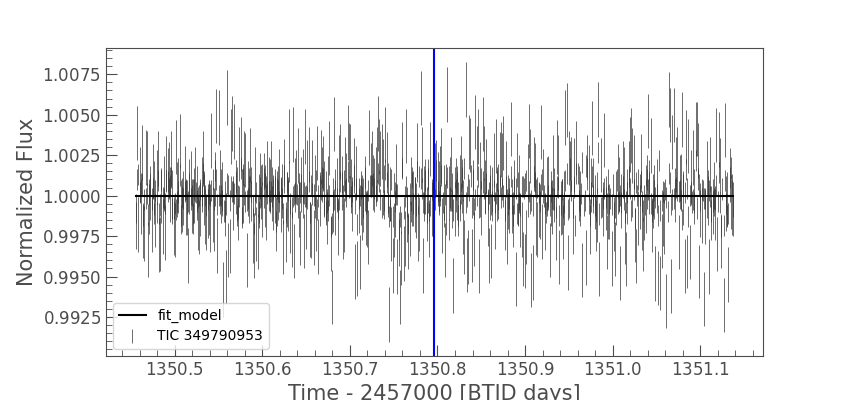 1.0075
1.0050
1.0025
1.0000
0.9975
0.9950
0.9925
Normalized Flux
fit_model
TIC 349790953
1350.5 1350.6 1350.7 1350.8 1350.9 1351.0 1351.1
Time - 2457000 [BTJD days]